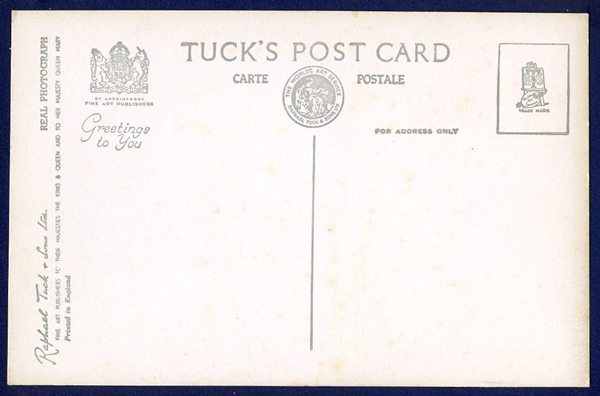 TUCK'S POST CARD
CARTE POSTALE
THE WORLD'S ART SERVICE
RAPHAEL TUCK & SONS LTD
BY APPOINTMENT
FINE ART PUBLISHERS
Greetings
to You
FOR ADDRESS ONLY
TRADE MARK
REAL PHOTOGRAPH
Raphael Tuck & Sons Ltd.
FINE ART PUBLISHERS TO THEIR MAJESTIES THE KING & QUEEN AND TO HER MAJESTY QUEEN MARY
Printed in England